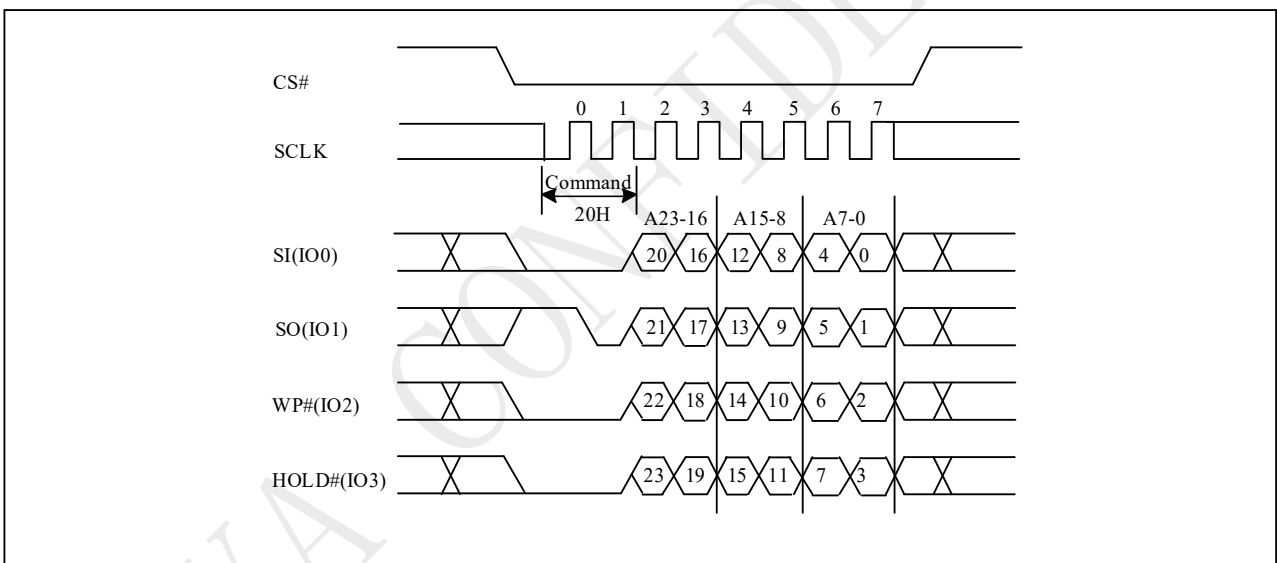 CS#
0 1 2 3 4 5 6 7
SCLK
Command
20H
A23-16 A15-8 A7-0
SI(IO0) 20 16 12 8 4 0
SO(IO1) 21 17 13 9 5 1
WP#(IO2) 22 18 14 10 6 2
HOLD#(IO3) 23 19 15 11 7 3